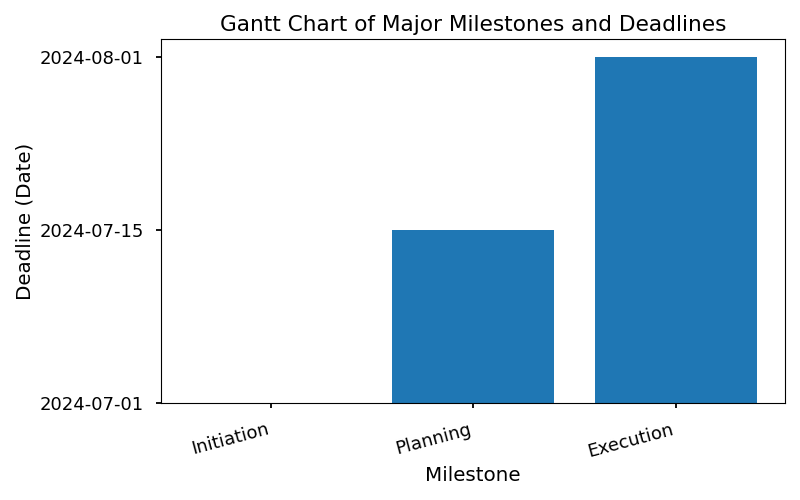 Gantt Chart of Major Milestones and Deadlines
2024-08-01
2024-07-15
2024-07-01
Deadline (Date)
Initiation
Planning
Execution
Milestone